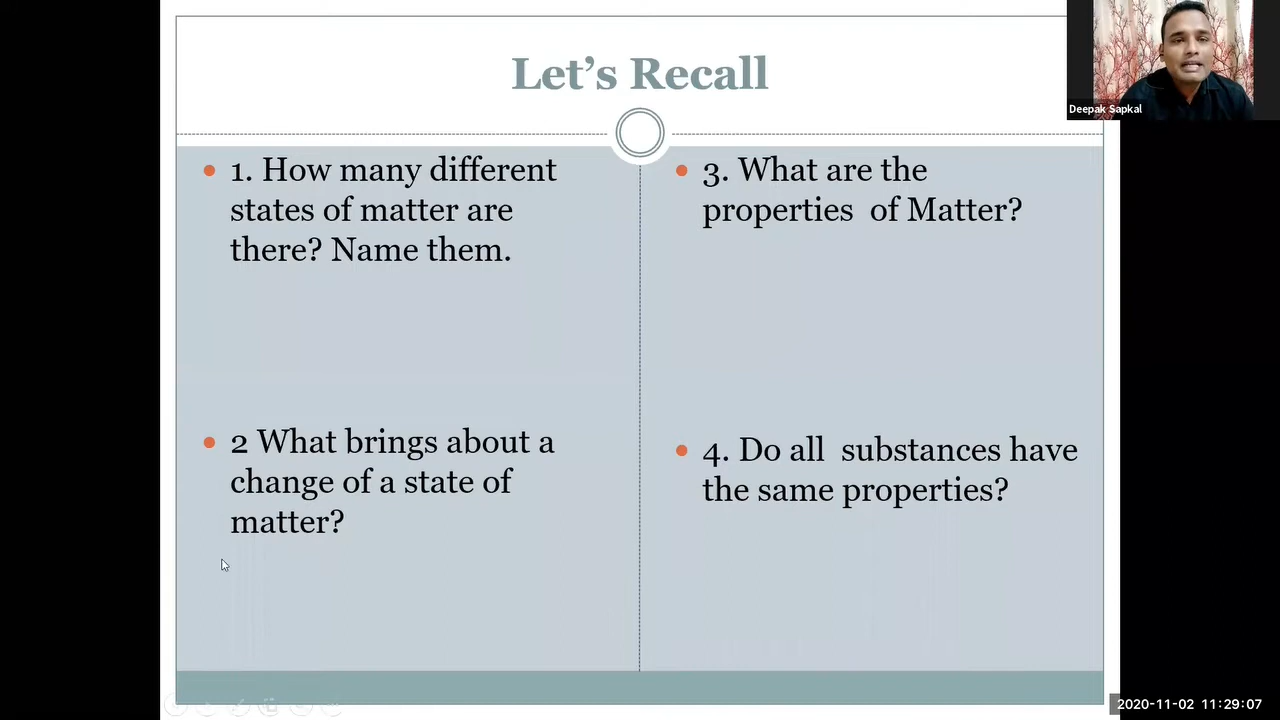 Let's Recall
Deepak Sapkal
1. How many different
states of matter are
there? Name them.
2 What brings about a
change of a state of
matter?
3. What are the
properties of Matter?
4. Do all substances have
the same properties?
2020-11-02 11:29:07